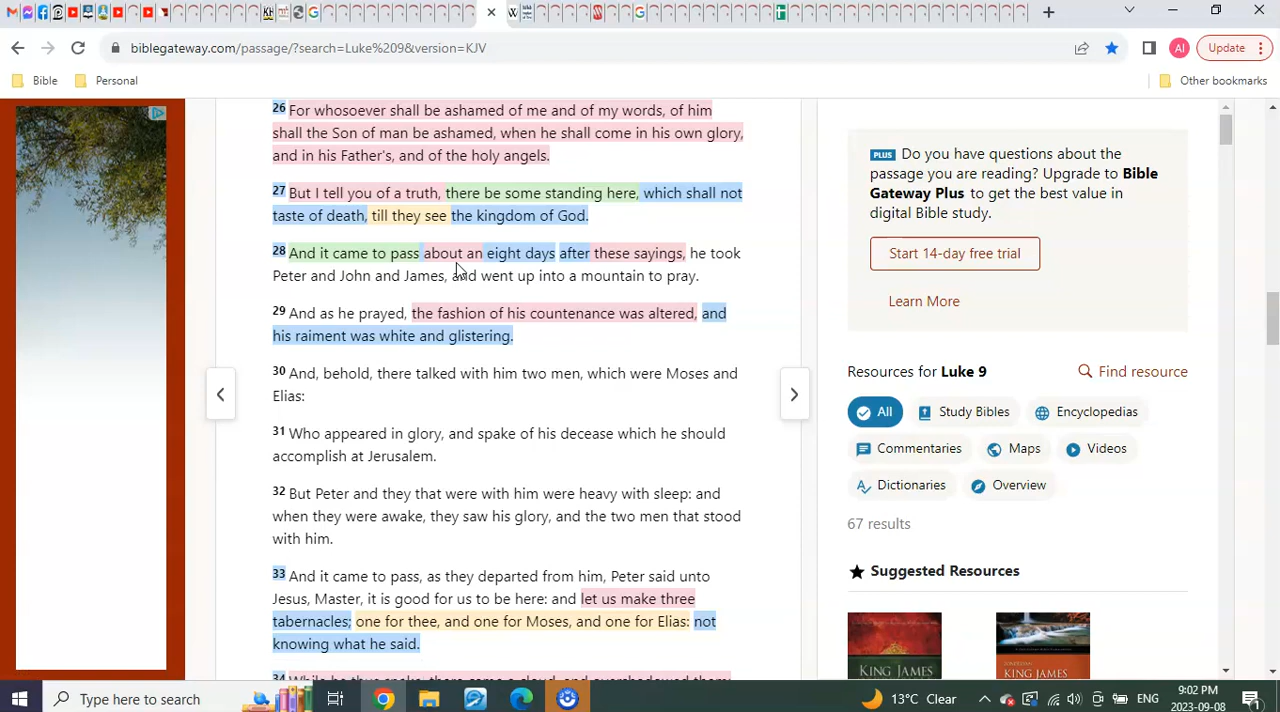 biblegateway.com/passage/?search=Luke%209&version=KJV
AI
Update
Bible
Personal
Other bookmarks
26 For whosoever shall be ashamed of me and of my words, of him
shall the Son of man be ashamed, when he shall come in his own glory,
and in his Father's, and of the holy angels.
27 But I tell you of a truth, there be some standing here, which shall not
taste of death, till they see the kingdom of God.
28 And it came to pass about an eight days after these sayings, he took
Peter and John and James, and went up into a mountain to pray.
29 And as he prayed, the fashion of his countenance was altered, and
his raiment was white and glistering.
30 And, behold, there talked with him two men, which were Moses and
Elias:
31 Who appeared in glory, and spake of his decease which he should
accomplish at Jerusalem.
32 But Peter and they that were with him were heavy with sleep: and
when they were awake, they saw his glory, and the two men that stood
with him.
33 And it came to pass, as they departed from him, Peter said unto
Jesus, Master, it is good for us to be here: and let us make three
tabernacles; one for thee, and one for Moses, and one for Elias: not
knowing what he said.
PLUS Do you have questions about the
passage you are reading? Upgrade to Bible
Gateway Plus to get the best value in
digital Bible study.
Start 14-day free trial
Learn More
Resources for Luke 9
Find resource
All
Study Bibles
Encyclopedias
Commentaries
Maps
Videos
Dictionaries
Overview
67 results
Suggested Resources
KING JAMES
KING JAMES
Type here to search
13°C Clear
ENG
9:02 PM
2023-09-08